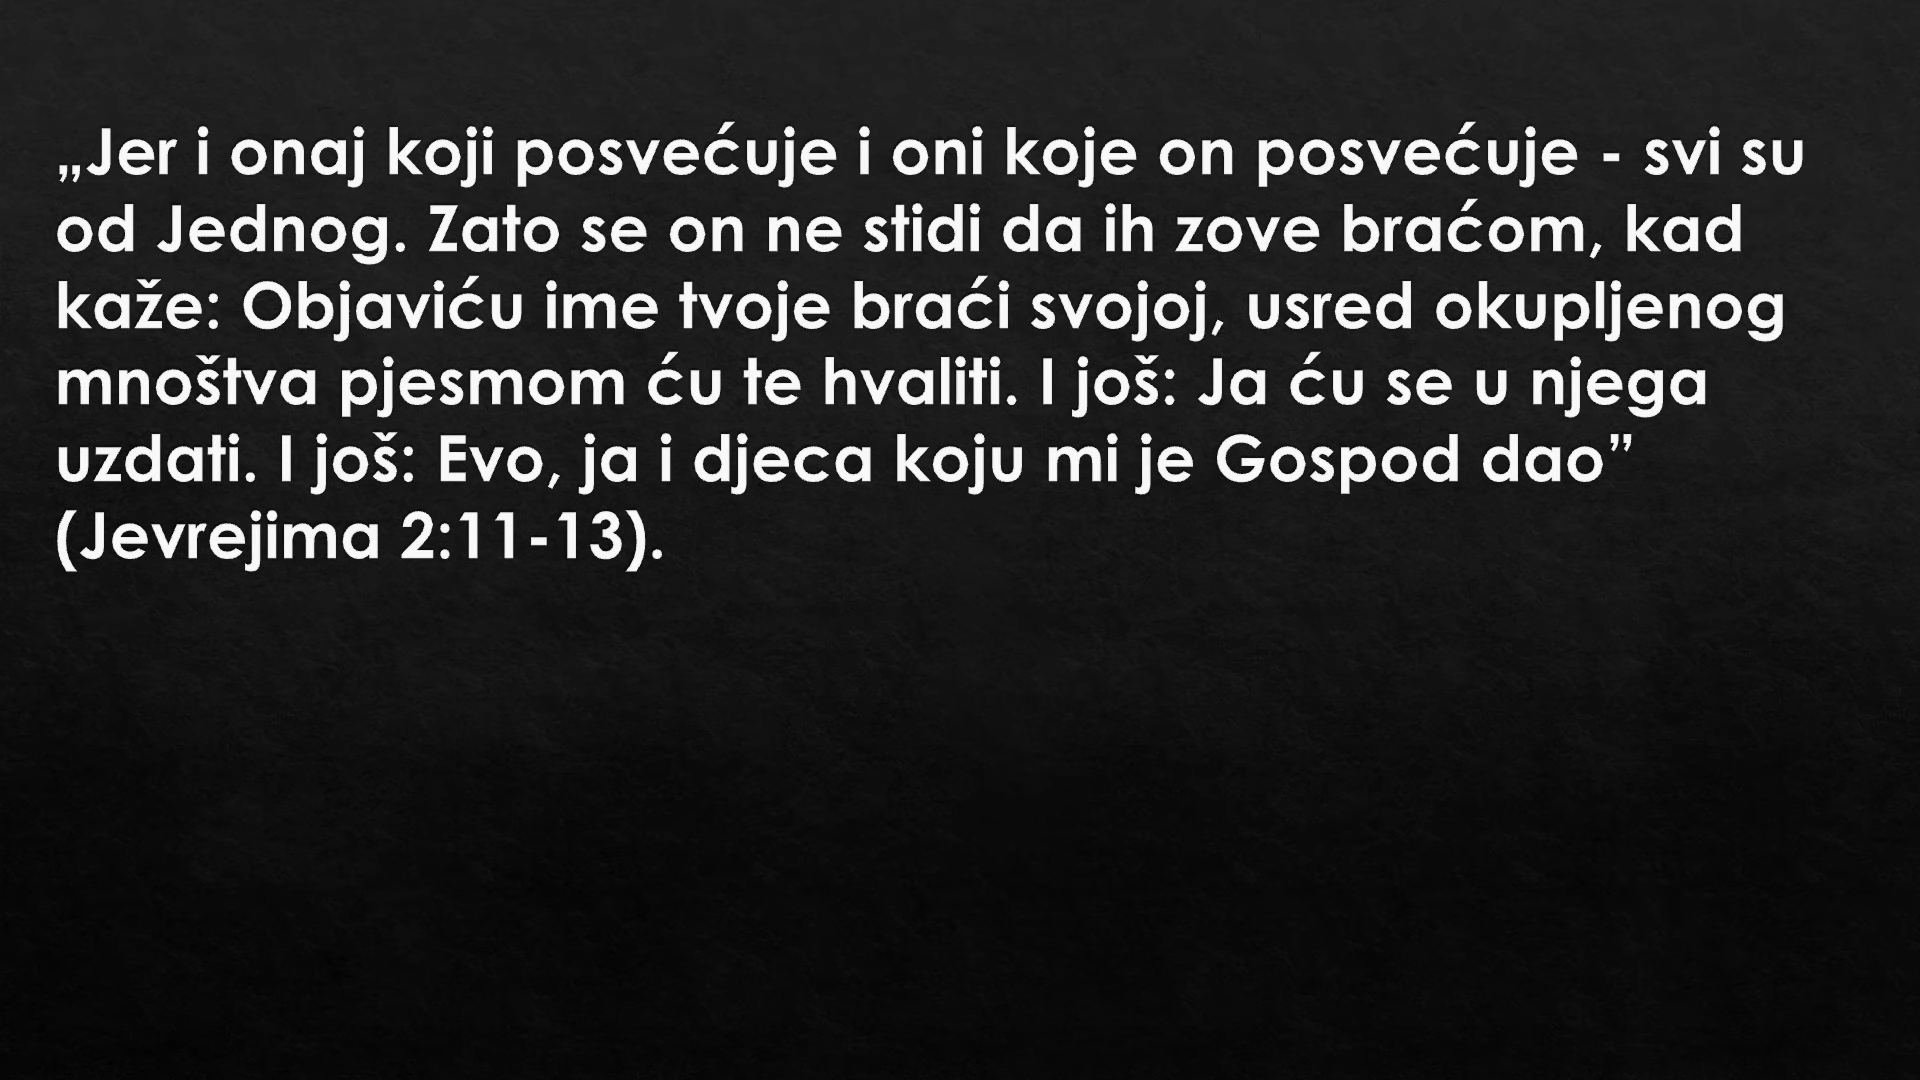 „Jer i onaj koji posvećuje i oni koje on posvećuje - svi su
od Jednog. Zato se on ne stidi da ih zove braćom, kad
kaže: Objaviću ime tvoje braći svojoj, usred okupljenog
mnoštva pjesmom ću te hvaliti. I još: Ja ću se u njega
uzdati. I još: Evo, ja i djeca koju mi je Gospod dao”
(Jevrejima 2:11-13).